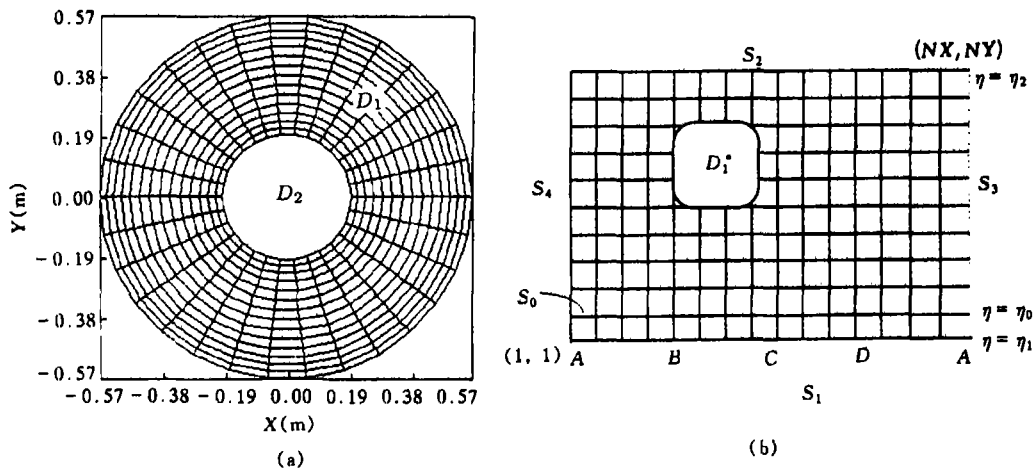 0.57
0.38
0.19
0.00
-0.19
-0.38
-0.57
Y(m)
D₁
D₂
-0.57 -0.38 -0.19 0.00 0.19 0.38 0.57
X(m)
(a)
S₂
(NX, NY)
η = η₂
D₁*
S₄
S₃
S₀
η = η₀
η = η₁
(1, 1)
A B C D A
S₁
(b)